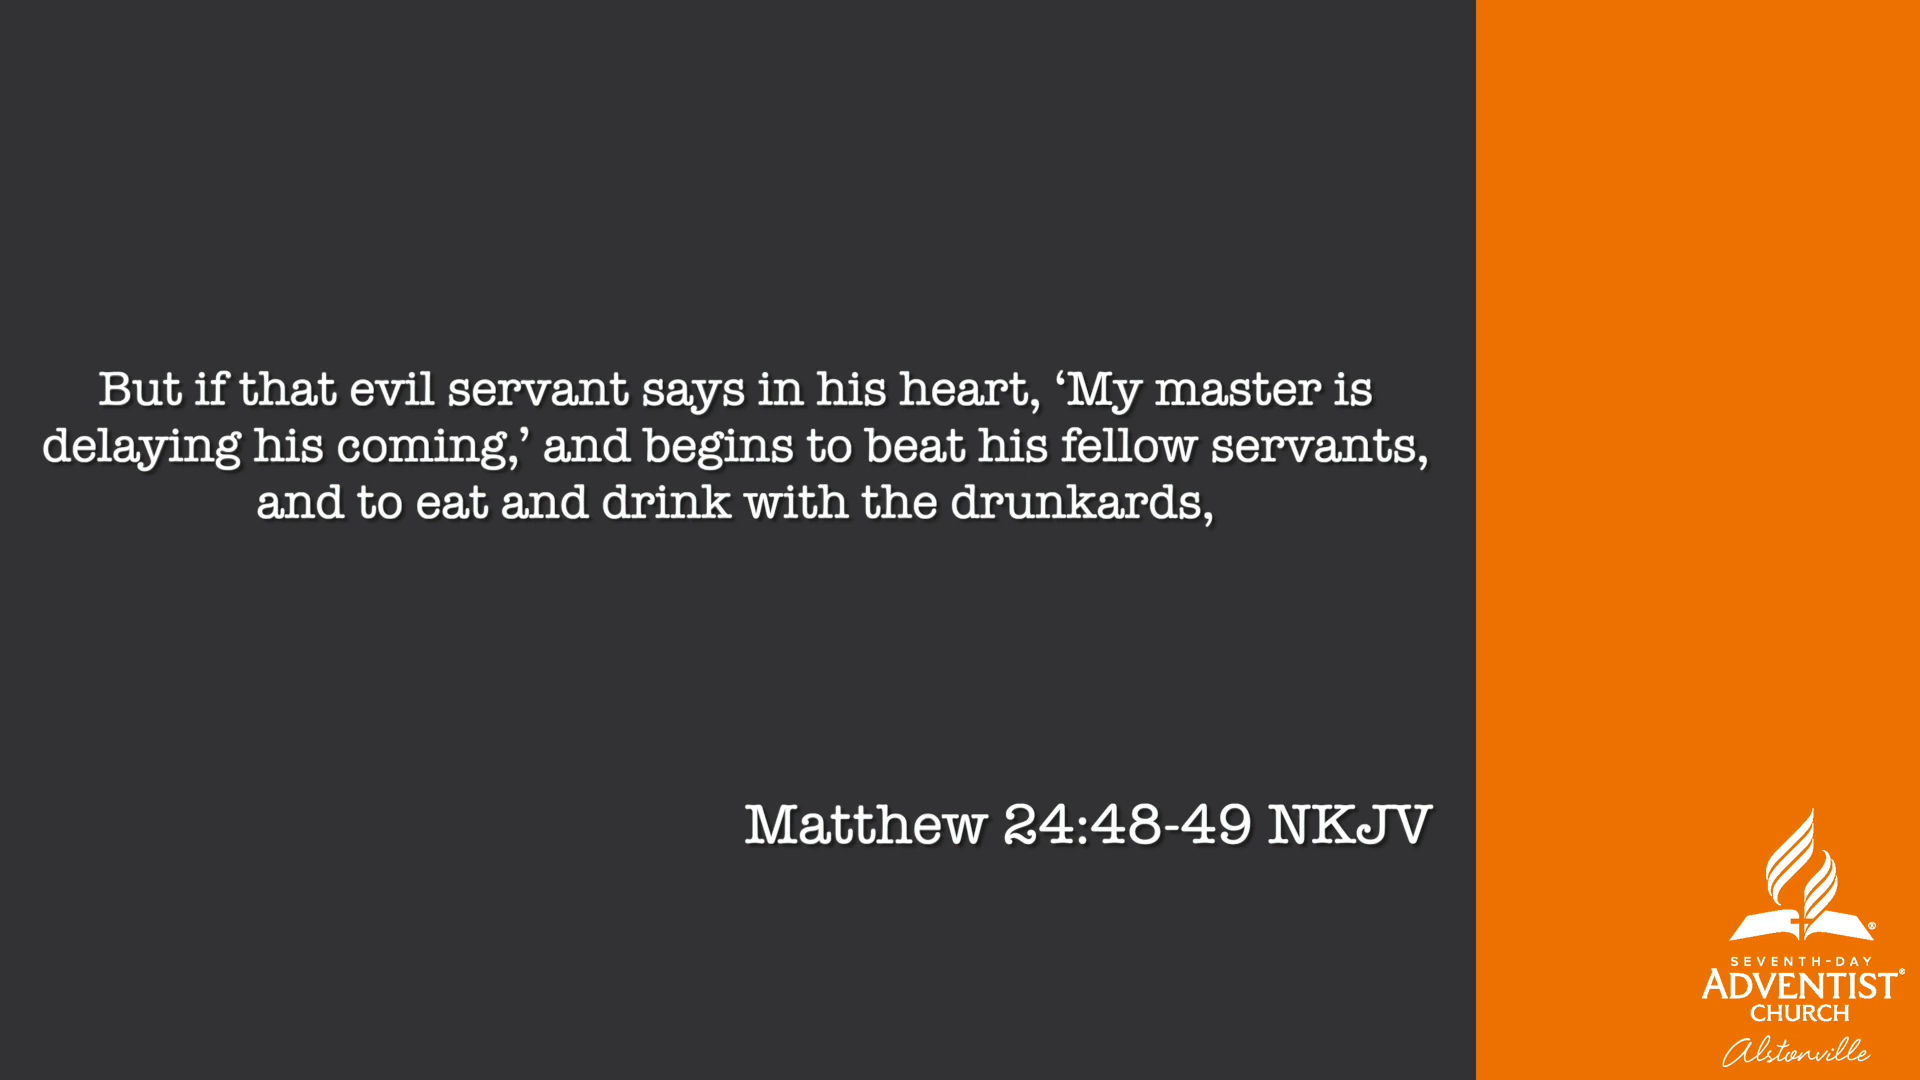 But if that evil servant says in his heart, ‘My master is
delaying his coming,’ and begins to beat his fellow servants,
and to eat and drink with the drunkards,
Matthew 24:48-49 NKJV
®
SEVENTH-DAY
ADVENTIST®
CHURCH
Alstonville